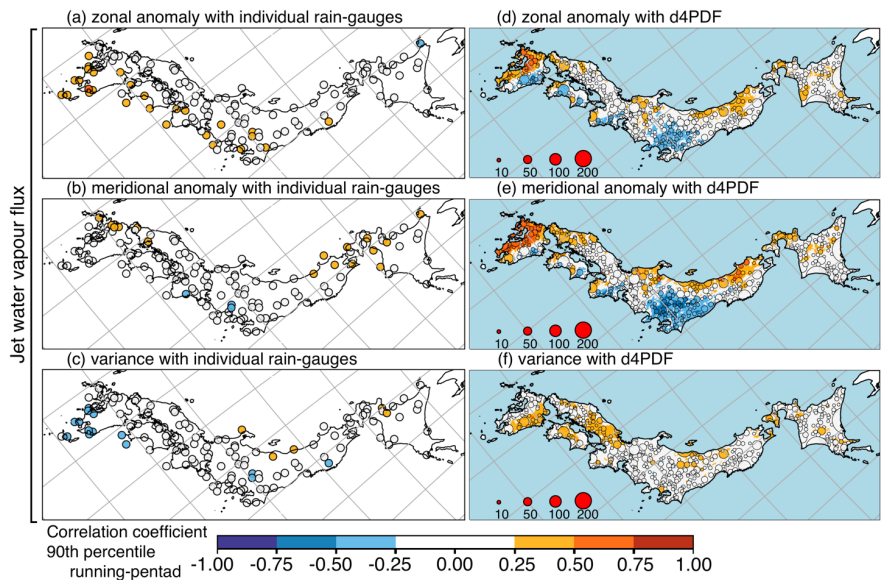 Jet water vapour flux
(a) zonal anomaly with individual rain-gauges
(d) zonal anomaly with d4PDF
10 50 100 200
(b) meridional anomaly with individual rain-gauges
(e) meridional anomaly with d4PDF
10 50 100 200
(c) variance with individual rain-gauges
(f) variance with d4PDF
10 50 100 200
Correlation coefficient
90th percentile
running-pentad
-1.00 -0.75 -0.50 -0.25 0.00 0.25 0.50 0.75 1.00